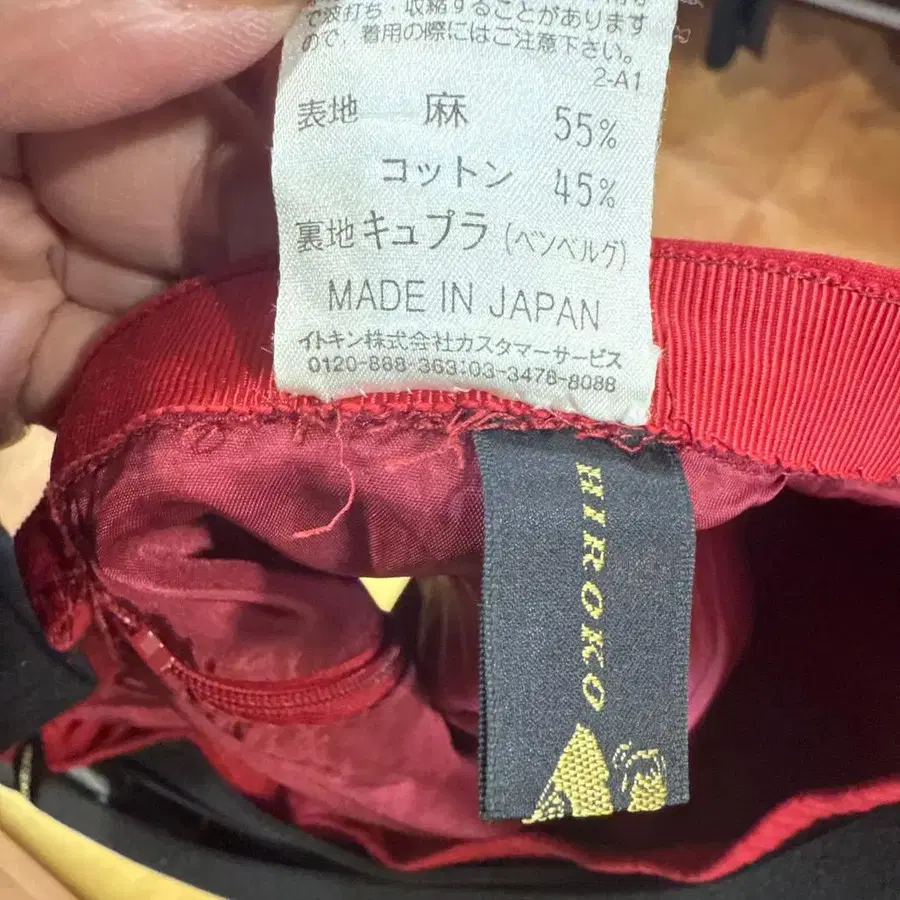 で波打ち・収縮することがあります
ので、着用の際にはご注意下さい。
2-A1
表地 麻 55%
コットン 45%
裏地 キュプラ (ベンベルグ)
MADE IN JAPAN
イトキン株式会社カスタマーサービス
0120-888-363:03-3478-8088
HIROKO